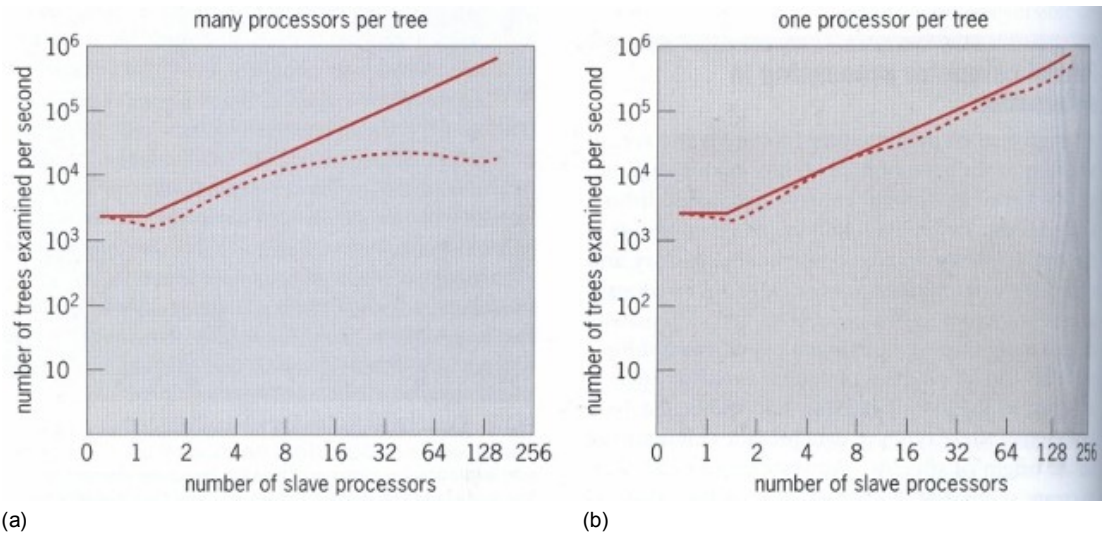 many processors per tree
number of trees examined per second
10⁶
10⁵
10⁴
10³
10²
10
0 1 2 4 8 16 32 64 128 256
number of slave processors
(a)
one processor per tree
number of trees examined per second
10⁶
10⁵
10⁴
10³
10²
10
0 1 2 4 8 16 32 64 128 256
number of slave processors
(b)